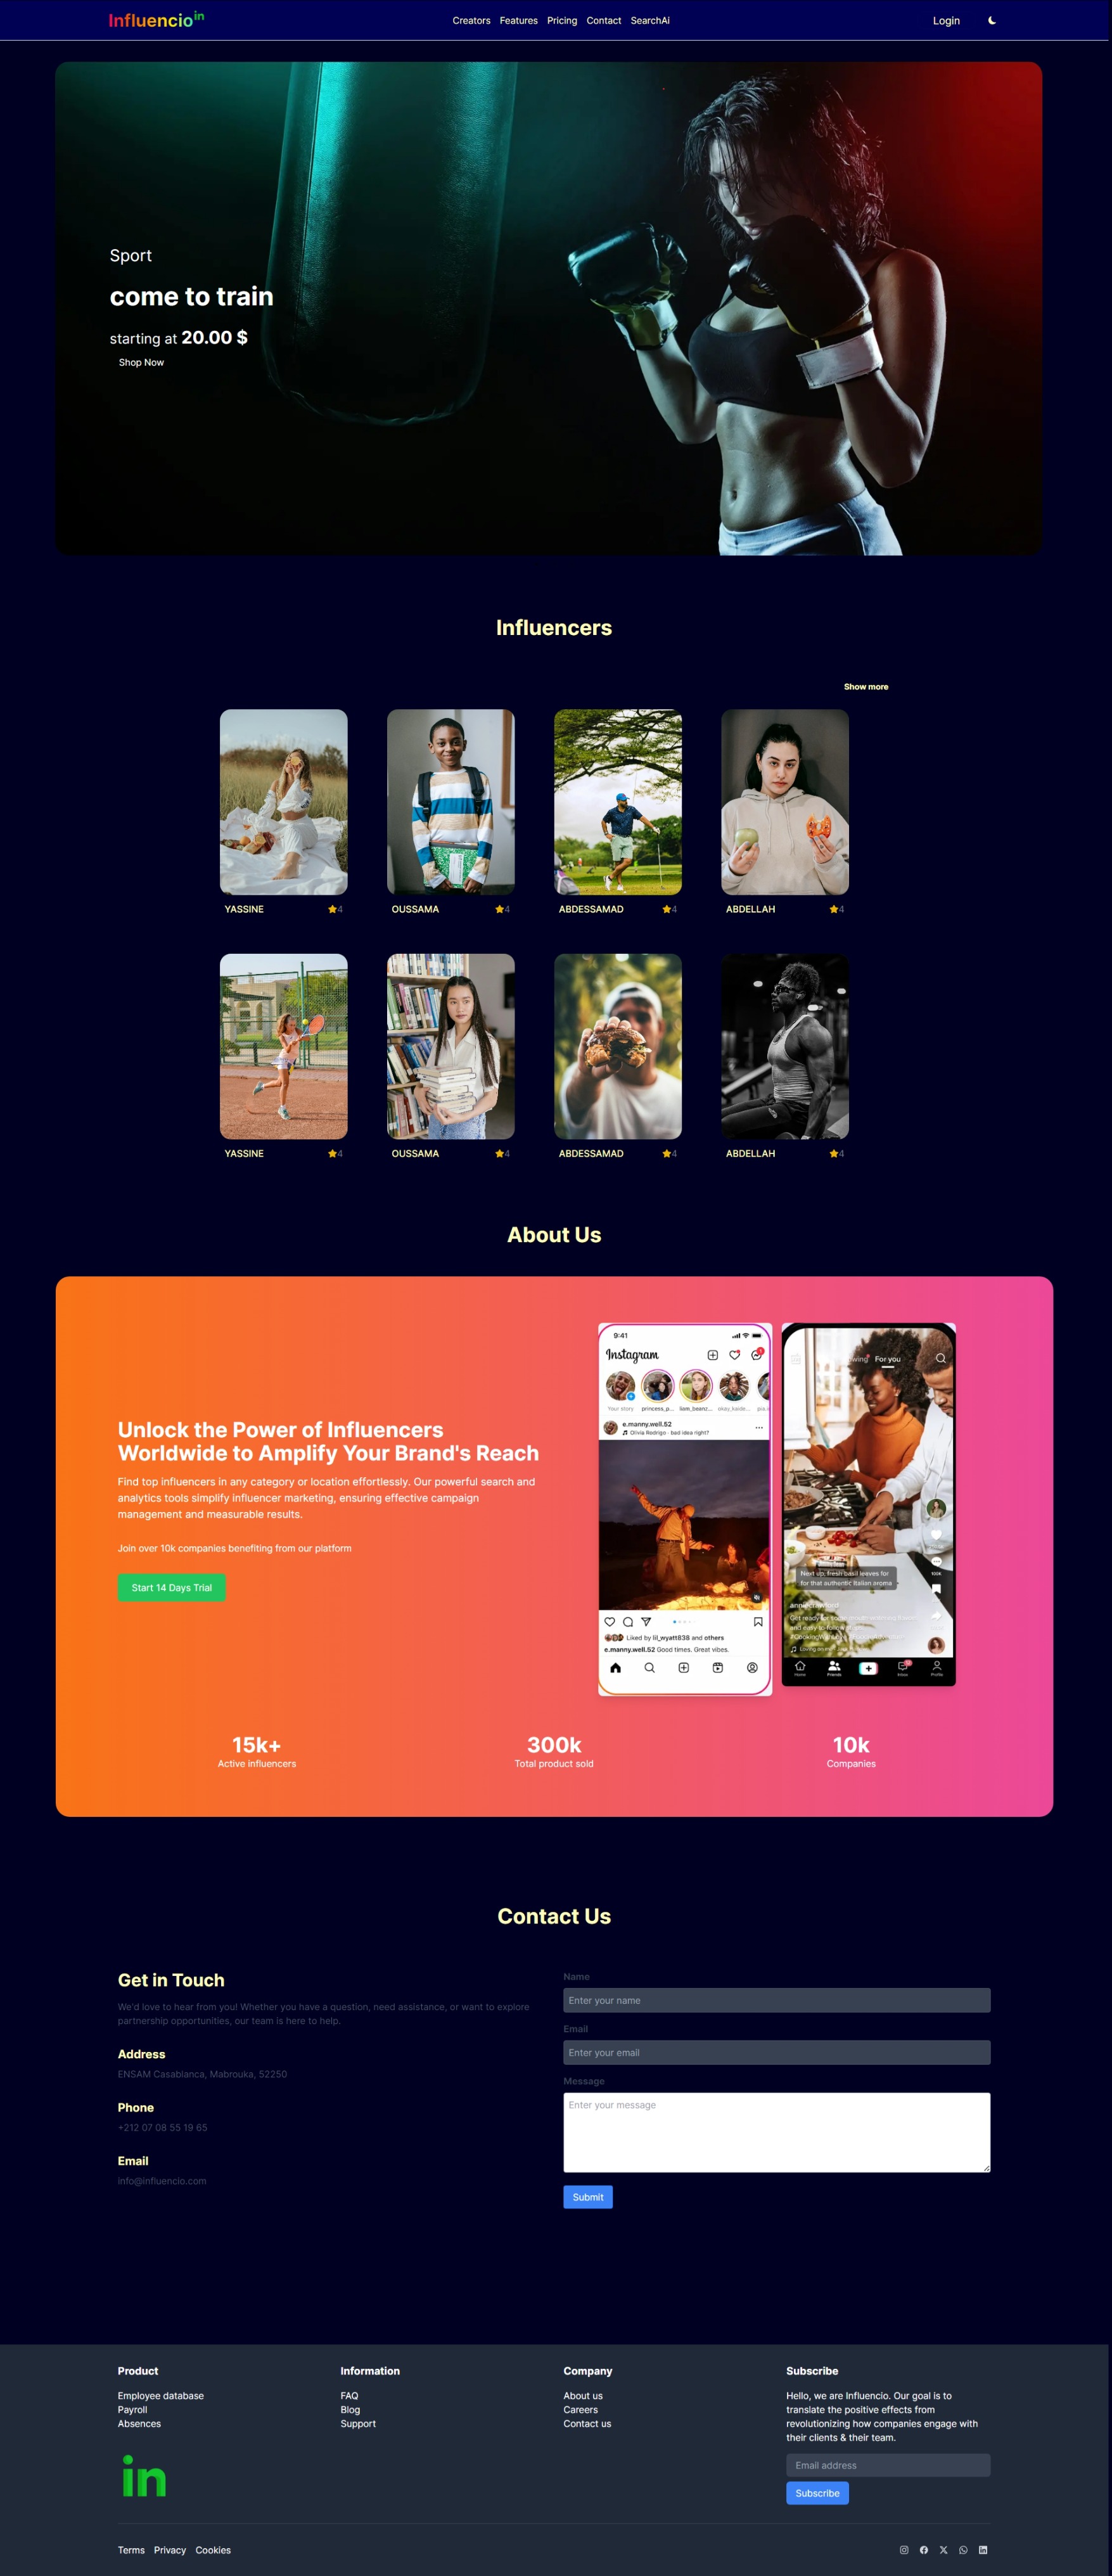 Influencio in
Creators Features Pricing Contact SearchAi
Login
Sport
come to train
starting at 20.00 $
Shop Now
Influencers
Show more
YASSINE 4
OUSSAMA 4
ABDESSAMAD 4
ABDELLAH 4
YASSINE 4
OUSSAMA 4
ABDESSAMAD 4
ABDELLAH 4
About Us
Unlock the Power of Influencers
Worldwide to Amplify Your Brand's Reach
Find top influencers in any category or location effortlessly. Our powerful search and
analytics tools simplify influencer marketing, ensuring effective campaign
management and measurable results.
Join over 10k companies benefiting from our platform
Start 14 Days Trial
9:41
Instagram
Your story princess_p... liam_beanz...
e.manny.well.52
Olivia Rodrigo · bad idea right?
Liked by lil_wyatt838 and others
e.manny.well.52 Good times. Great vibes.
For you
Next up, fresh basil leaves for
for that authentic Italian aroma
100K
Home Friends Inbox Profile
15k+
Active influencers
300k
Total product sold
10k
Companies
Contact Us
Get in Touch
We'd love to hear from you! Whether you have a question, need assistance, or want to explore
partnership opportunities, our team is here to help.
Address
ENSAM Casablanca, Mabrouka, 52250
Phone
+212 07 08 55 19 65
Email
info@influencio.com
Name
Enter your name
Email
Enter your email
Message
Enter your message
Submit
Product
Employee database
Payroll
Absences
Information
FAQ
Blog
Support
Company
About us
Careers
Contact us
Subscribe
Hello, we are Influencio. Our goal is to
translate the positive effects from
revolutionizing how companies engage with
their clients & their team.
Email address
Subscribe
in
Terms Privacy Cookies